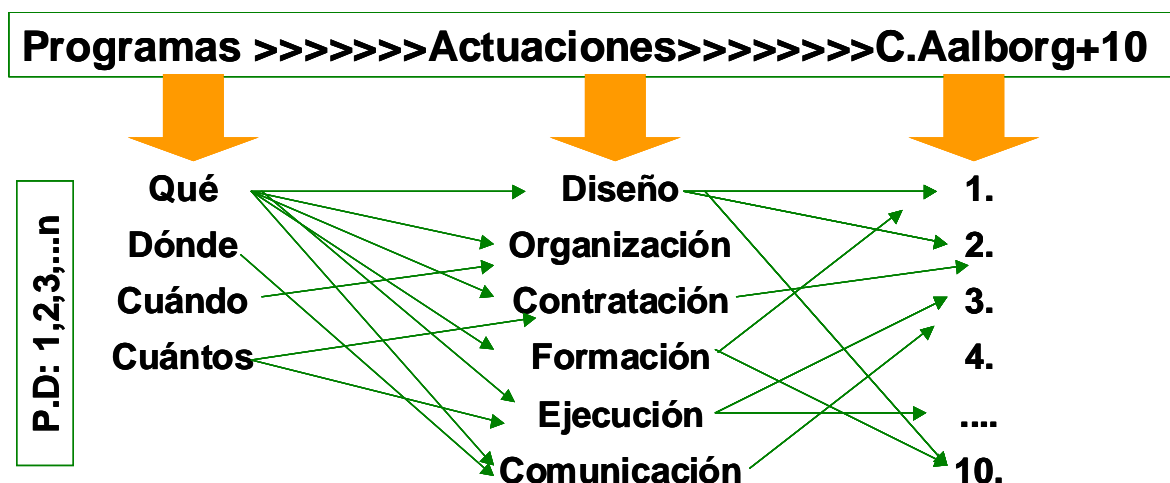 Programas >>>>>>>Actuaciones>>>>>>>>C.Aalborg+10
P.D: 1,2,3,...n
Qué Diseño 1.
Dónde Organización 2.
Cuándo Contratación 3.
Cuántos Formación 4.
Ejecución ....
Comunicación 10.